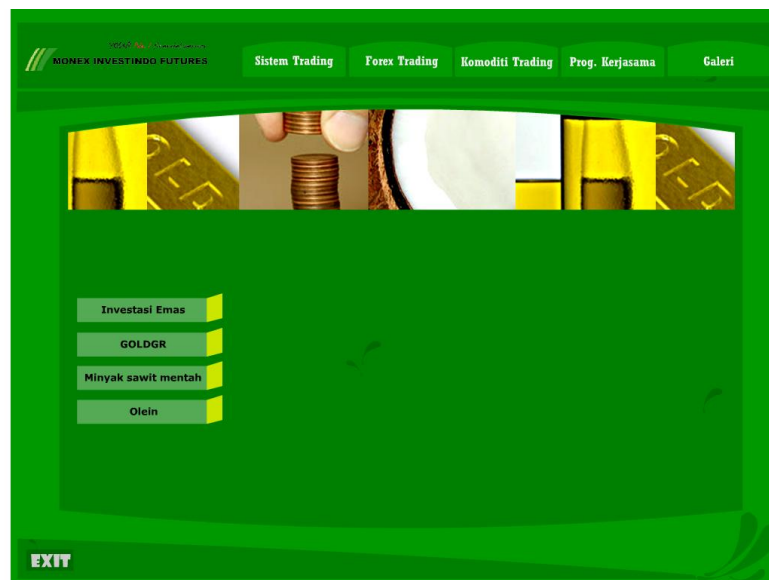 MONEX INVESTINDO FUTURES
Sistem Trading
Forex Trading
Komoditi Trading
Prog. Kerjasama
Galeri
Investasi Emas
GOLDGR
Minyak sawit mentah
Olein
EXIT